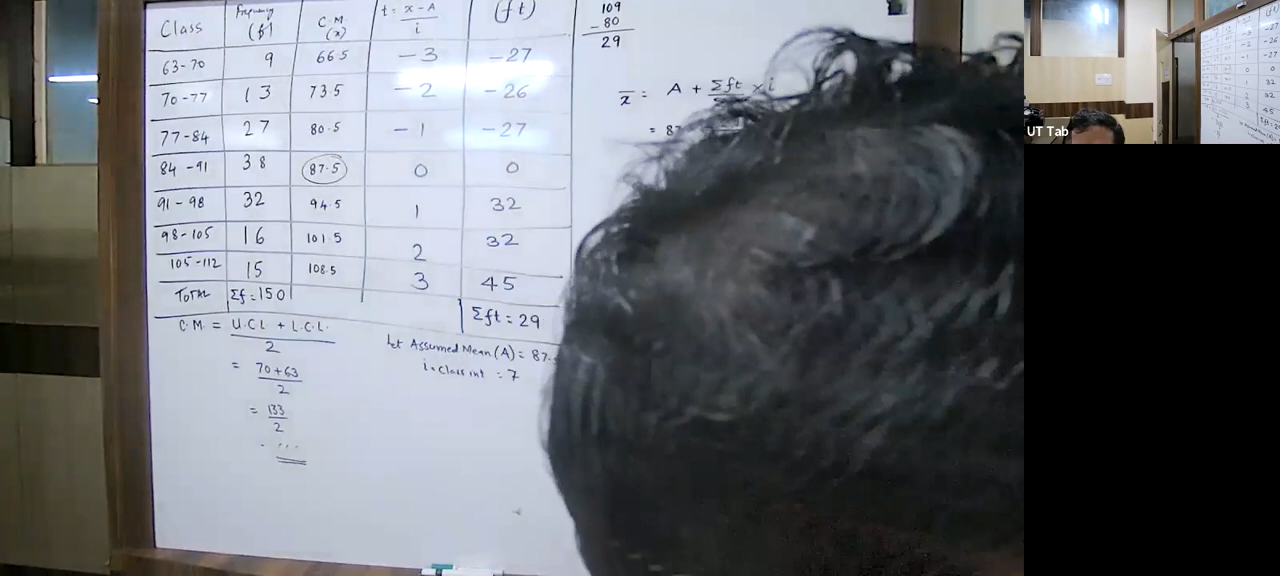 Class Frequency (f) C.M. (x) t = x - A / i (ft)
63-70 9 66.5 -3 -27
70-77 13 73.5 -2 -26
77-84 27 80.5 -1 -27
84-91 38 87.5 0 0
91-98 32 94.5 1 32
98-105 16 101.5 2 32
105-112 15 108.5 3 45
TOTAL Σf = 150 Σft = 29
C.M. = U.C.L + L.C.L. / 2
= 70+63 / 2
= 133 / 2
Let Assumed Mean (A) = 87.
i = Class int = 7
109
-80
29
x̄ = A + Σft × i
= 87
UT Tab